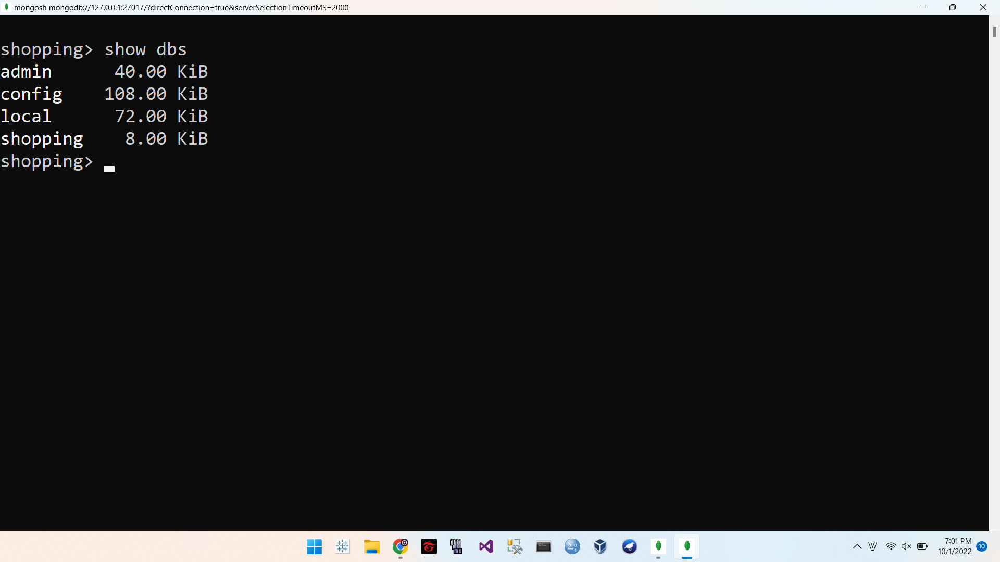 mongosh mongodb://127.0.0.1:27017/?directConnection=true&serverSelectionTimeoutMS=2000
shopping> show dbs
admin 40.00 KiB
config 108.00 KiB
local 72.00 KiB
shopping 8.00 KiB
shopping>
7:01 PM
10/1/2022
10